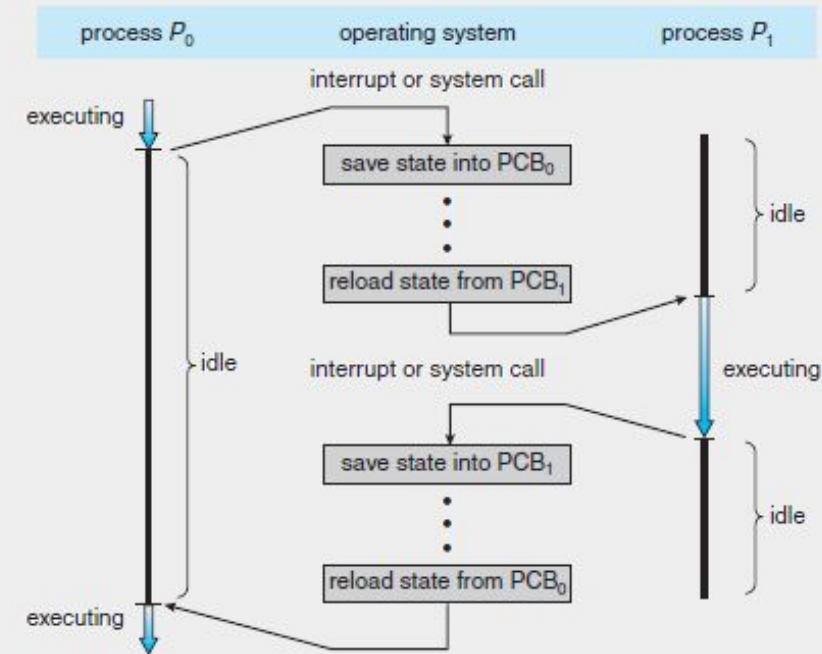 process P0 operating system process P1
interrupt or system call
executing
save state into PCB0
idle
reload state from PCB1
idle
interrupt or system call
executing
save state into PCB1
idle
reload state from PCB0
executing